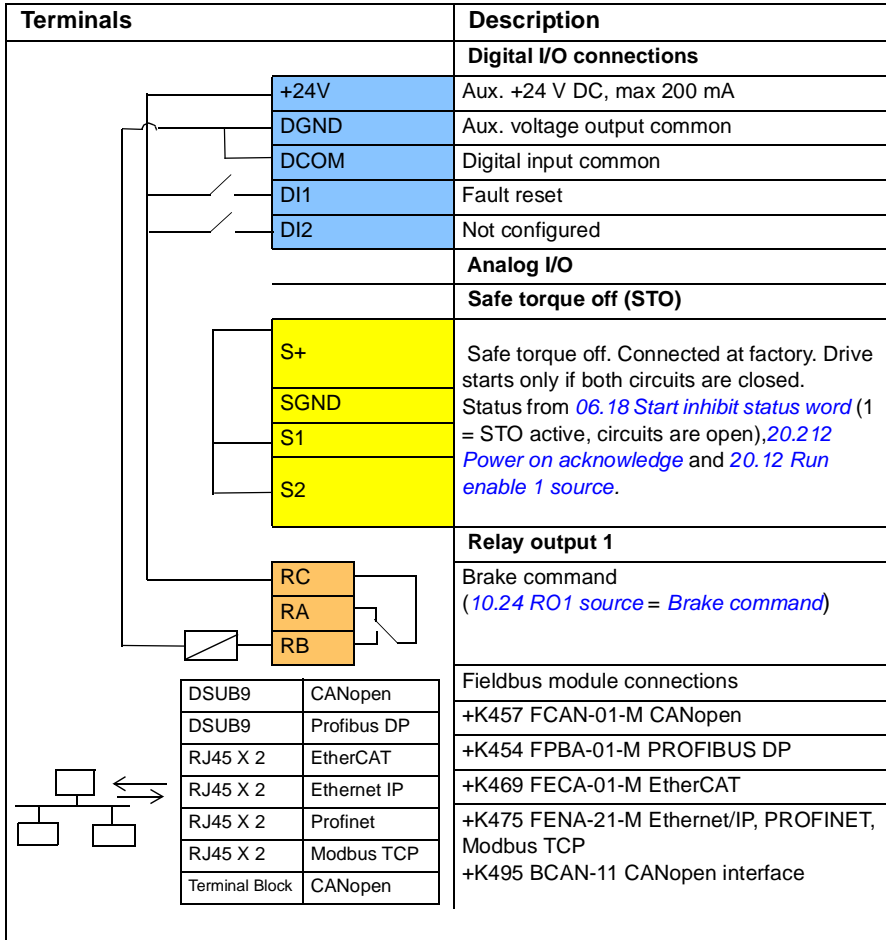 Terminals Description
Digital I/O connections
+24V Aux. +24 V DC, max 200 mA
DGND Aux. voltage output common
DCOM Digital input common
DI1 Fault reset
DI2 Not configured
Analog I/O
Safe torque off (STO)
S+
SGND
S1
S2
Safe torque off. Connected at factory. Drive
starts only if both circuits are closed.
Status from 06.18 Start inhibit status word (1
= STO active, circuits are open),20.212
Power on acknowledge and 20.12 Run
enable 1 source.
Relay output 1
RC
RA
RB
Brake command
(10.24 RO1 source = Brake command)
DSUB9 CANopen
DSUB9 Profibus DP
RJ45 X 2 EtherCAT
RJ45 X 2 Ethernet IP
RJ45 X 2 Profinet
RJ45 X 2 Modbus TCP
Terminal Block CANopen
Fieldbus module connections
+K457 FCAN-01-M CANopen
+K454 FPBA-01-M PROFIBUS DP
+K469 FECA-01-M EtherCAT
+K475 FENA-21-M Ethernet/IP, PROFINET,
Modbus TCP
+K495 BCAN-11 CANopen interface